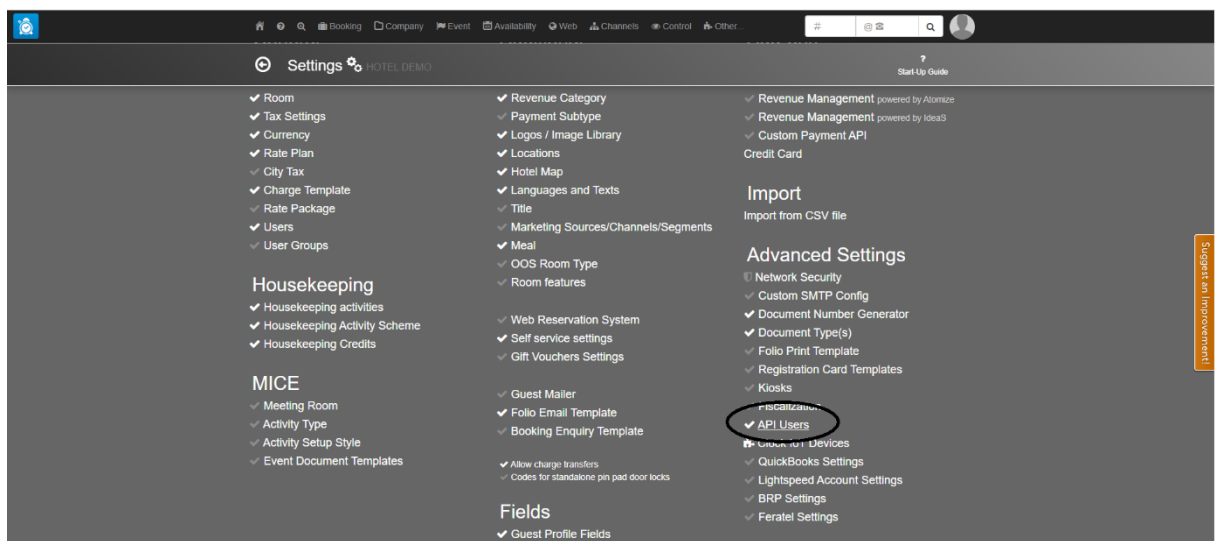 Booking Company Event Availability Web Channels Control Other... # @
Settings HOTEL DEMO
?
Start-Up Guide
Room
Tax Settings
Currency
Rate Plan
City Tax
Charge Template
Rate Package
Users
User Groups
Housekeeping
Housekeeping activities
Housekeeping Activity Scheme
Housekeeping Credits
MICE
Meeting Room
Activity Type
Activity Setup Style
Event Document Templates
Revenue Category
Payment Subtype
Logos / Image Library
Locations
Hotel Map
Languages and Texts
Title
Marketing Sources/Channels/Segments
Meal
OOS Room Type
Room features
Web Reservation System
Self service settings
Gift Vouchers Settings
Guest Mailer
Folio Email Template
Booking Enquiry Template
Allow charge transfers
Codes for standalone pin pad door locks
Fields
Guest Profile Fields
Revenue Management powered by Atomize
Revenue Management powered by IdeaS
Custom Payment API
Credit Card
Import
Import from CSV file
Advanced Settings
Network Security
Custom SMTP Config
Document Number Generator
Document Type(s)
Folio Print Template
Registration Card Templates
Kiosks
Fiscalization
API Users
Clock IoT Devices
QuickBooks Settings
Lightspeed Account Settings
BRP Settings
Feratel Settings
Suggest an Improvement!